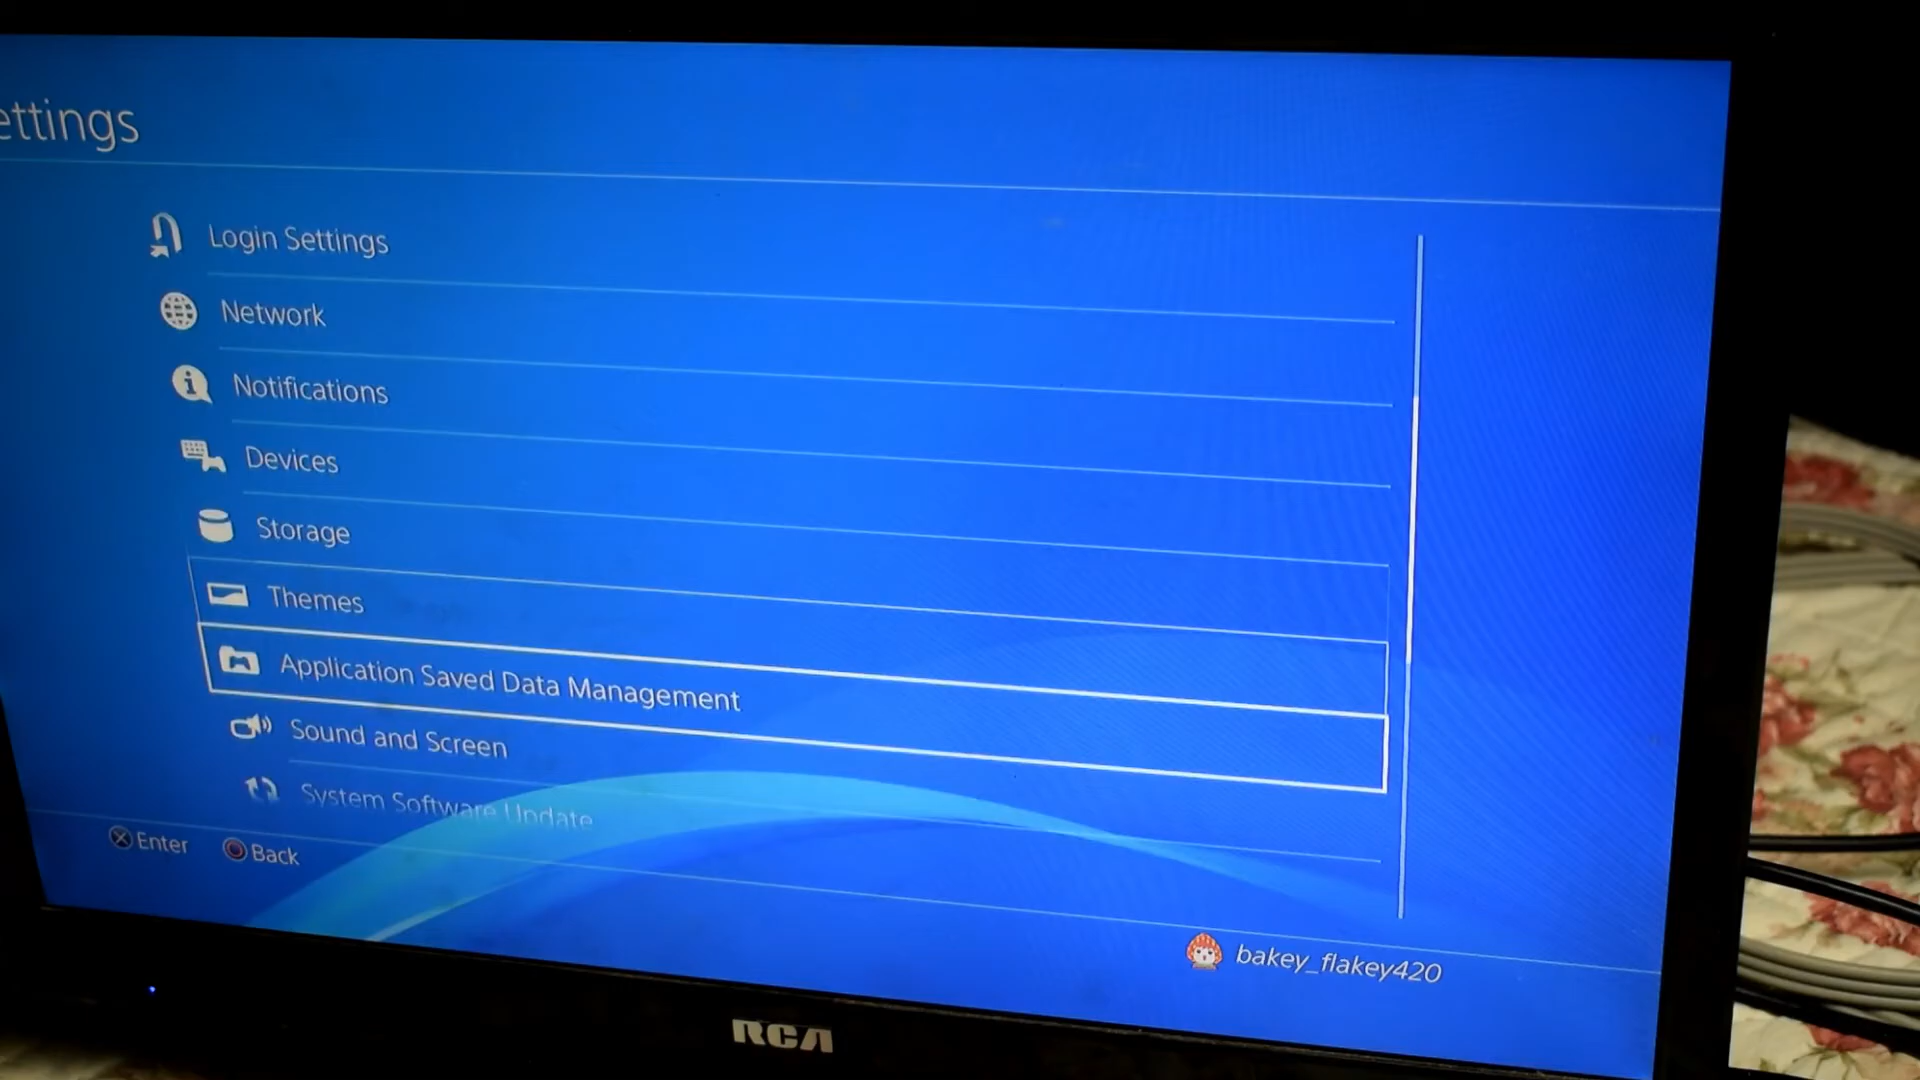 ettings
Login Settings
Network
Notifications
Devices
Storage
Themes
Application Saved Data Management
Sound and Screen
System Software Update
Enter
Back
bakey_flakey420
RCA